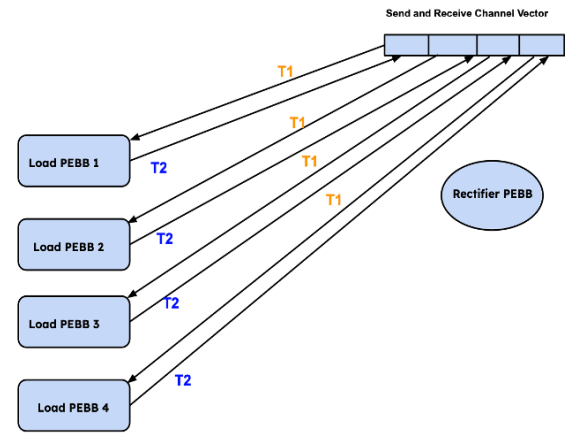 Send and Receive Channel Vector
T1
T1
Load PEBB 1
T2
T1
Rectifier PEBB
T1
Load PEBB 2
T2
Load PEBB 3
T2
T2
Load PEBB 4